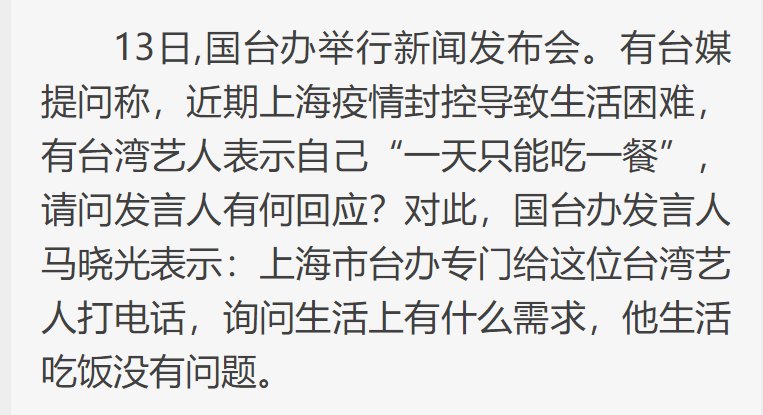 13日,国台办举行新闻发布会。有台媒
提问称，近期上海疫情封控导致生活困难，
有台湾艺人表示自己“一天只能吃一餐”，
请问发言人有何回应？对此，国台办发言人
马晓光表示：上海市台办专门给这位台湾艺
人打电话，询问生活上有什么需求，他生活
吃饭没有问题。